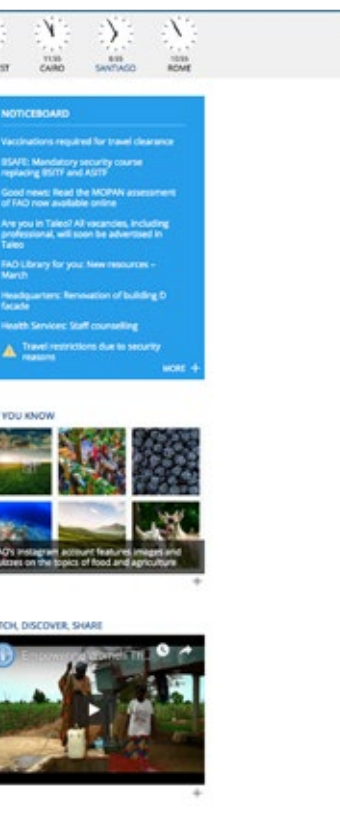 ST CAIRO SANTIAGO ROME
NOTICEBOARD
Vaccinations required for travel clearance
BSAFE: Mandatory security course
replacing BSITF and ASITF
Good news: Read the MOPAN assessment
of FAO now available online
Are you in Taleo? All vacancies, including
professional, will soon be advertised in
Taleo
FAO Library for you: New resources –
March
Headquarters: Renovation of building D
facade
Health Services: Staff counselling
Travel restrictions due to security
reasons
MORE +
YOU KNOW
AO's instagram account features images and
uizzes on the topics of food and agriculture
+
TCH, DISCOVER, SHARE
Empowering Women Th...
+